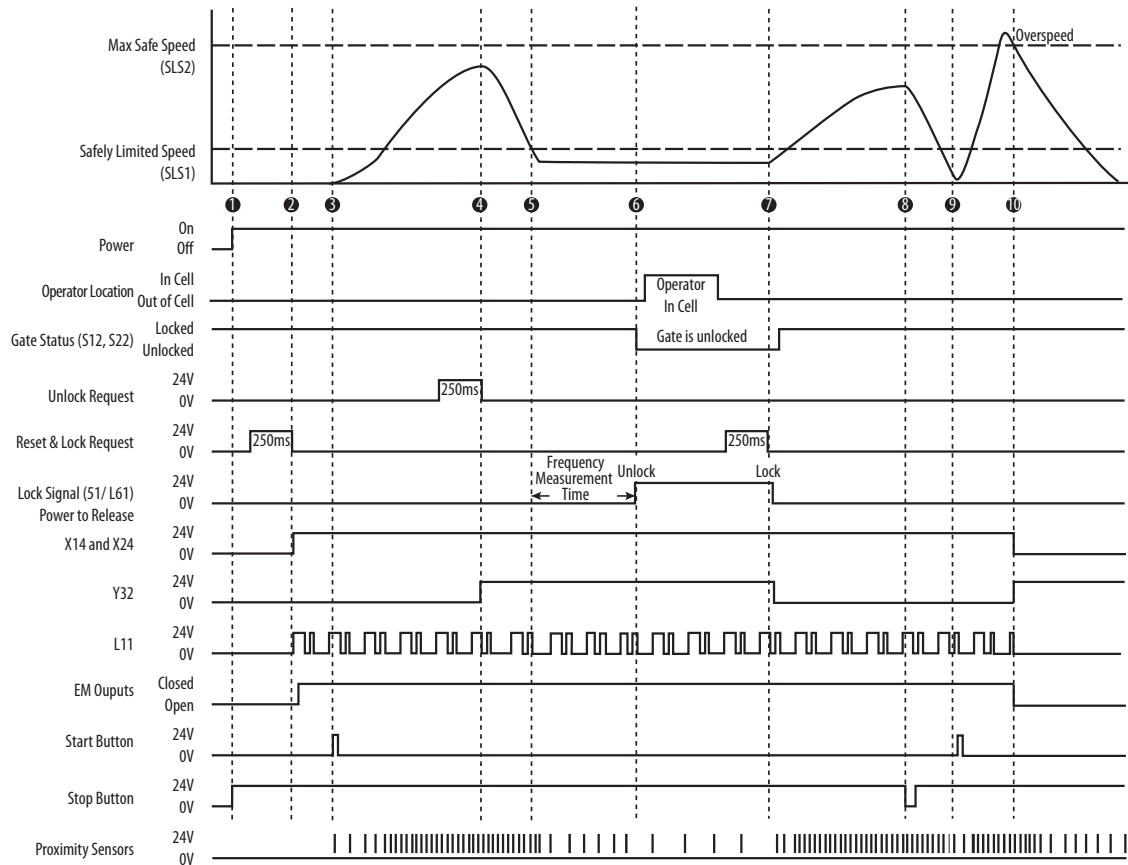 Max Safe Speed
(SLS2)
Overspeed
Safely Limited Speed
(SLS1)
1 2 3 4 5 6 7 8 9 10
Power On
Off
Operator Location In Cell
Out of Cell
Operator
In Cell
Gate Status (S12, S22) Locked
Unlocked
Gate is unlocked
Unlock Request 24V
0V
250ms
Reset & Lock Request 24V
0V
250ms 250ms
Lock Signal (51/ L61)
Power to Release
24V
0V
Frequency
Measurement
Time
Unlock Lock
X14 and X24 24V
0V
Y32 24V
0V
L11 24V
0V
EM Ouputs Closed
Open
Start Button 24V
0V
Stop Button 24V
0V
Proximity Sensors 24V
0V